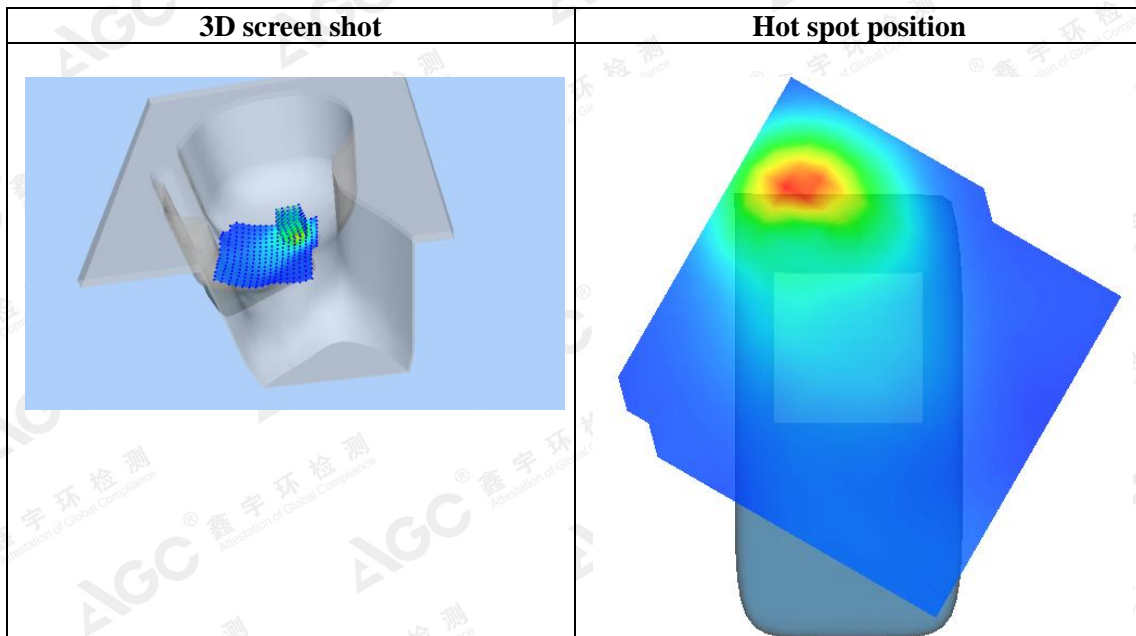 3D screen shot
Hot spot position
AGC® 鑫宇环检测
Attestation of Global Compliance